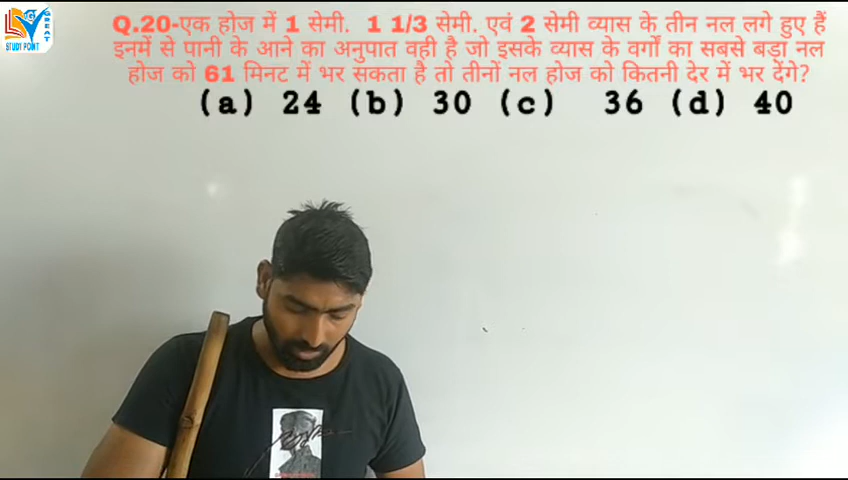 Q.20-एक होज में 1 सेमी. 1 1/3 सेमी. एवं 2 सेमी व्यास के तीन नल लगे हुए हैं
इनमें से पानी के आने का अनुपात वही है जो इसके व्यास के वर्गों का सबसे बड़ा नल
होज को 61 मिनट में भर सकता है तो तीनों नल होज को कितनी देर में भर देंगे?
(a) 24 (b) 30 (c) 36 (d) 40
GREAT
STUDY POINT